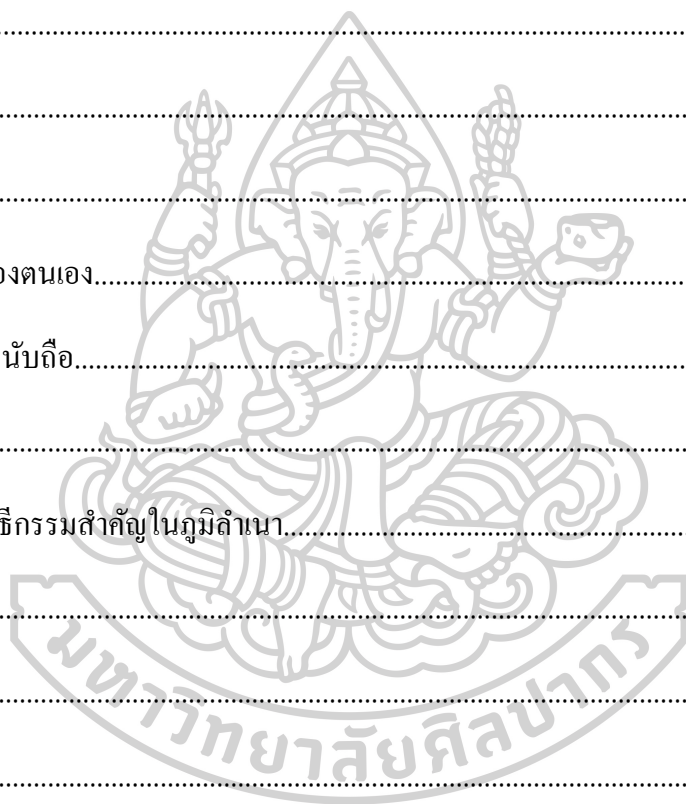 ................................................................................................
................................................................................................
................................................................................................
องตนเอง................................................................................
นับถือ................................................................................
................................................................................................
ธีกรรมสำคัญในภูมิลำเนา............................................................
................................................................................................
................................................................................................
................................................................................................
มหาวิทยาลัยศิลปากร